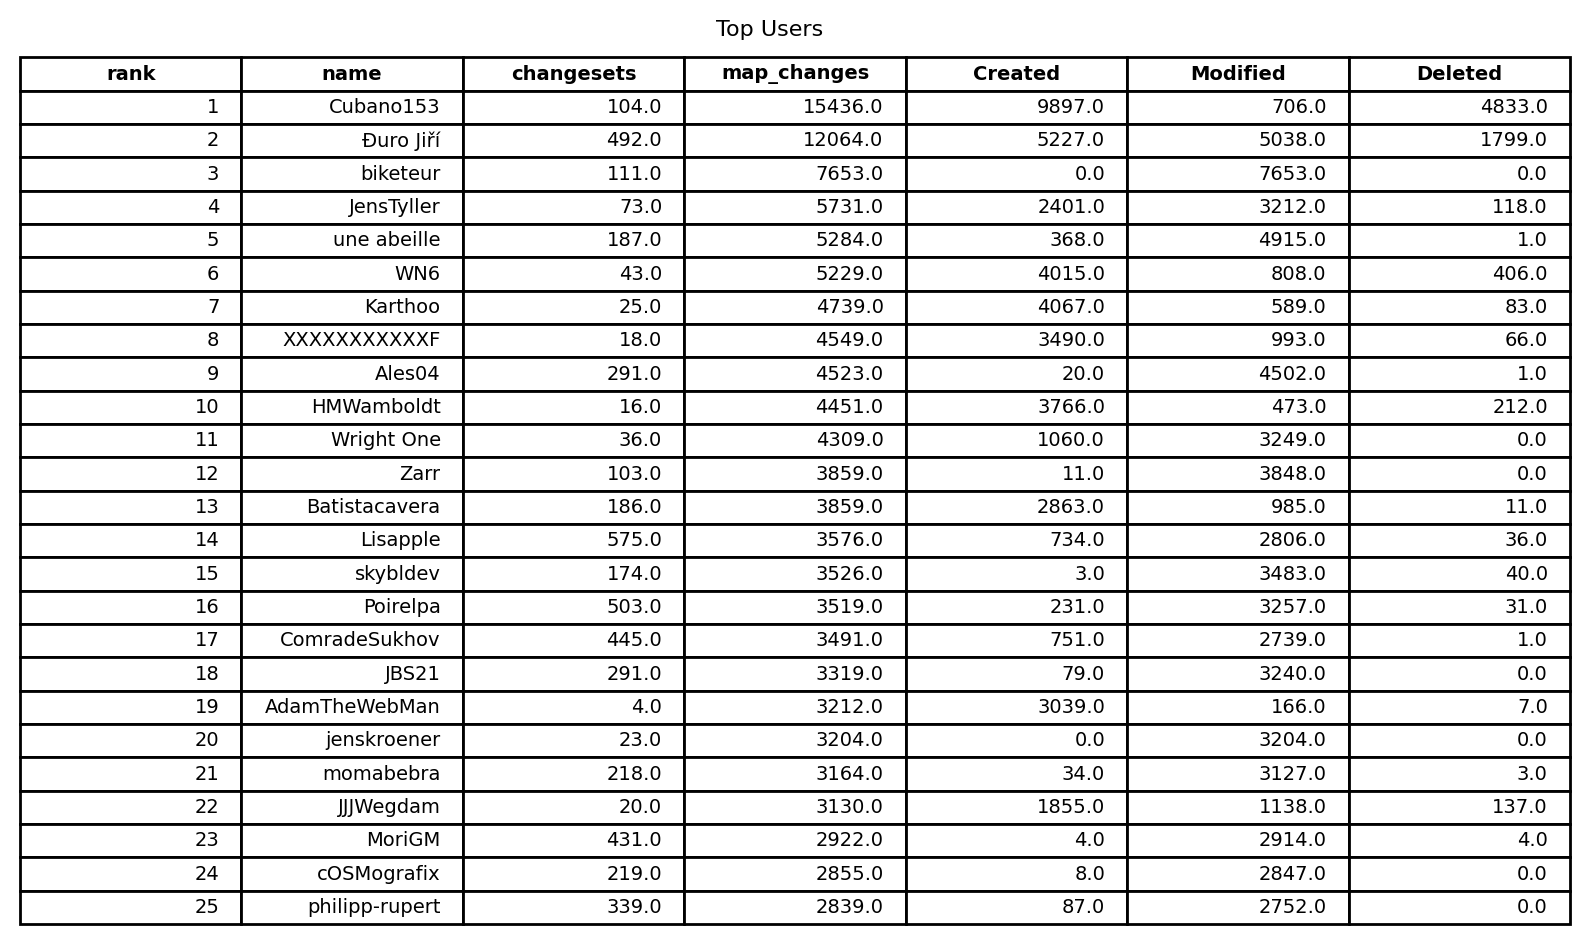 Top Users
rank name changesets map_changes Created Modified Deleted
1 Cubano153 104.0 15436.0 9897.0 706.0 4833.0
2 Ðuro Jiří 492.0 12064.0 5227.0 5038.0 1799.0
3 biketeur 111.0 7653.0 0.0 7653.0 0.0
4 JensTyller 73.0 5731.0 2401.0 3212.0 118.0
5 une abeille 187.0 5284.0 368.0 4915.0 1.0
6 WN6 43.0 5229.0 4015.0 808.0 406.0
7 Karthoo 25.0 4739.0 4067.0 589.0 83.0
8 XXXXXXXXXXXF 18.0 4549.0 3490.0 993.0 66.0
9 Ales04 291.0 4523.0 20.0 4502.0 1.0
10 HMWamboldt 16.0 4451.0 3766.0 473.0 212.0
11 Wright One 36.0 4309.0 1060.0 3249.0 0.0
12 Zarr 103.0 3859.0 11.0 3848.0 0.0
13 Batistacavera 186.0 3859.0 2863.0 985.0 11.0
14 Lisapple 575.0 3576.0 734.0 2806.0 36.0
15 skybldev 174.0 3526.0 3.0 3483.0 40.0
16 Poirelpa 503.0 3519.0 231.0 3257.0 31.0
17 ComradeSukhov 445.0 3491.0 751.0 2739.0 1.0
18 JBS21 291.0 3319.0 79.0 3240.0 0.0
19 AdamTheWebMan 4.0 3212.0 3039.0 166.0 7.0
20 jenskroener 23.0 3204.0 0.0 3204.0 0.0
21 momabebra 218.0 3164.0 34.0 3127.0 3.0
22 JJJWegdam 20.0 3130.0 1855.0 1138.0 137.0
23 MoriGM 431.0 2922.0 4.0 2914.0 4.0
24 cOSMografix 219.0 2855.0 8.0 2847.0 0.0
25 philipp-rupert 339.0 2839.0 87.0 2752.0 0.0